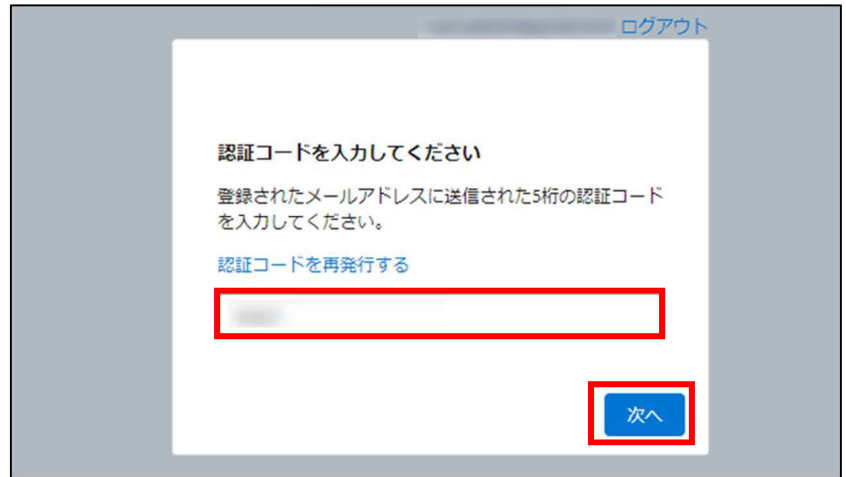 ログアウト
認証コードを入力してください
登録されたメールアドレスに送信された5桁の認証コード
を入力してください。
認証コードを再発行する
次へ